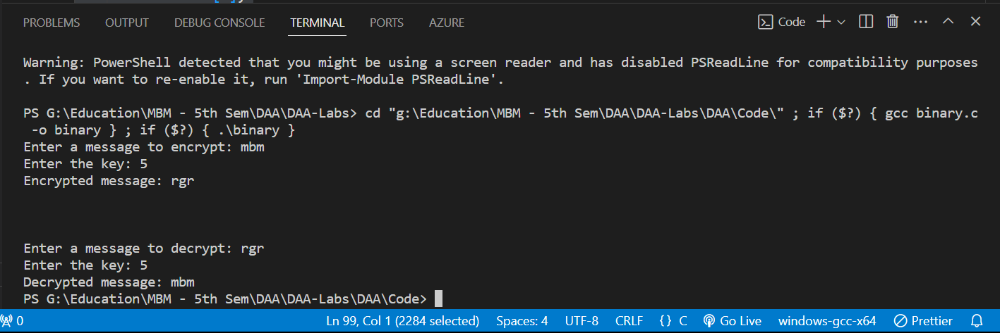 PROBLEMS OUTPUT DEBUG CONSOLE TERMINAL PORTS AZURE Code
Warning: PowerShell detected that you might be using a screen reader and has disabled PSReadLine for compatibility purposes
. If you want to re-enable it, run 'Import-Module PSReadLine'.
PS G:\Education\MBM - 5th Sem\DAA\DAA-Labs> cd "g:\Education\MBM - 5th Sem\DAA\DAA-Labs\DAA\Code\" ; if ($?) { gcc binary.c
-o binary } ; if ($?) { .\binary }
Enter a message to encrypt: mbm
Enter the key: 5
Encrypted message: rgr
Enter a message to decrypt: rgr
Enter the key: 5
Decrypted message: mbm
PS G:\Education\MBM - 5th Sem\DAA\DAA-Labs\DAA\Code>
0 Ln 99, Col 1 (2284 selected) Spaces: 4 UTF-8 CRLF {} C Go Live windows-gcc-x64 Prettier